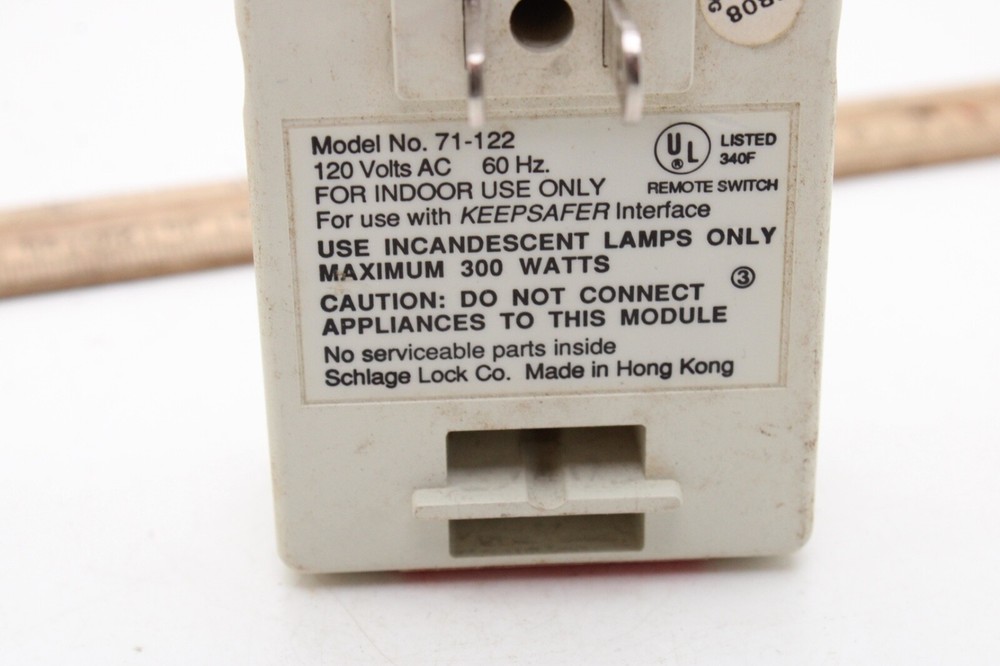 808
Model No. 71-122
120 Volts AC 60 Hz.
FOR INDOOR USE ONLY
For use with KEEPSAFER Interface
USE INCANDESCENT LAMPS ONLY
MAXIMUM 300 WATTS
CAUTION: DO NOT CONNECT
APPLIANCES TO THIS MODULE
No serviceable parts inside
Schlage Lock Co. Made in Hong Kong
UL®
LISTED
340F
REMOTE SWITCH
3